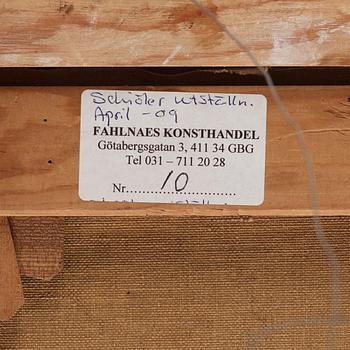 Schiöler utställn.
April -09
FAHLNAES KONSTHANDEL
Götabergsgatan 3, 411 34 GBG
Tel 031 – 711 20 28
Nr....10............